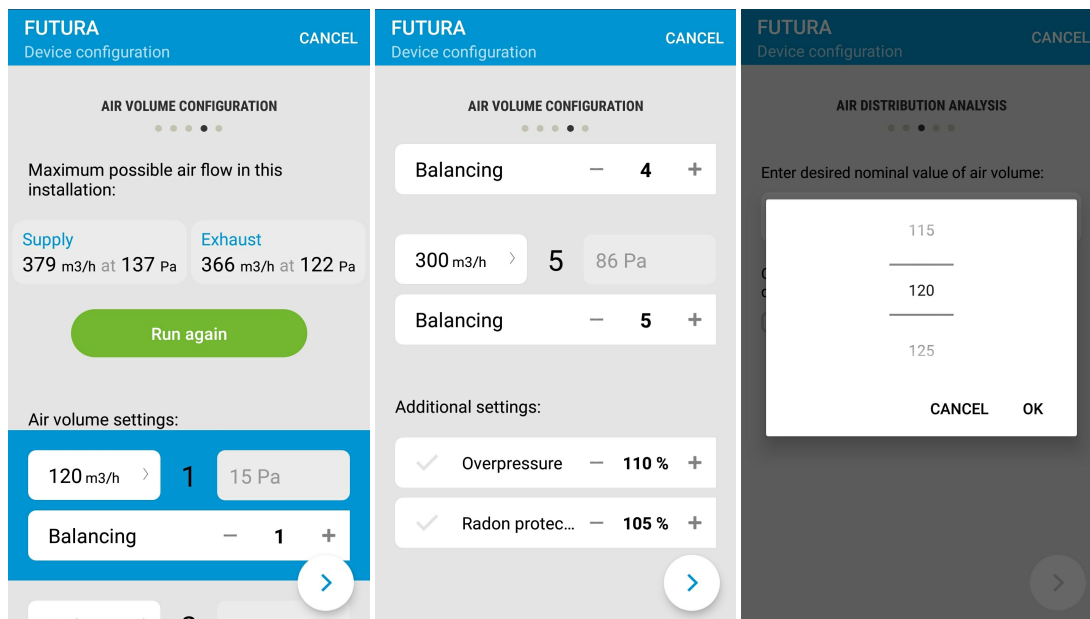 FUTURA
Device configuration
CANCEL
AIR VOLUME CONFIGURATION
Maximum possible air flow in this
installation:
Supply
379 m3/h at 137 Pa
Exhaust
366 m3/h at 122 Pa
Run again
Air volume settings:
120 m3/h
1
15 Pa
Balancing
−
1
+
FUTURA
Device configuration
CANCEL
AIR VOLUME CONFIGURATION
Balancing
−
4
+
300 m3/h
5
86 Pa
Balancing
−
5
+
Additional settings:
Overpressure
−
110 %
+
Radon protec...
−
105 %
+
FUTURA
Device configuration
CANCEL
AIR DISTRIBUTION ANALYSIS
Enter desired nominal value of air volume:
115
120
125
CANCEL
OK